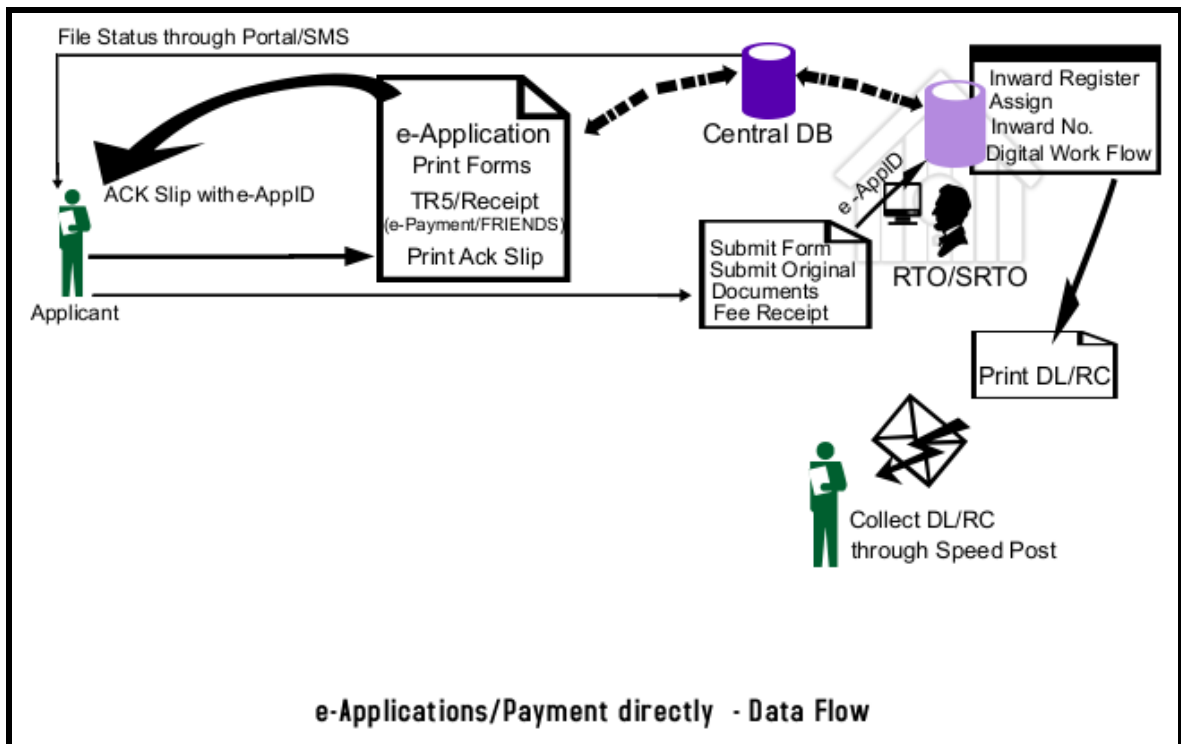 File Status through Portal/SMS
e-Application
Print Forms
TR5/Receipt
(e-Payment/FRIENDS)
Print Ack Slip
ACK Slip withe-AppID
Applicant
Central DB
Inward Register
Assign
Inward No.
Digital Work Flow
e-AppID
Submit Form
Submit Original
Documents
Fee Receipt
RTO/SRTO
Print DL/RC
Collect DL/RC
through Speed Post
e-Applications/Payment directly - Data Flow